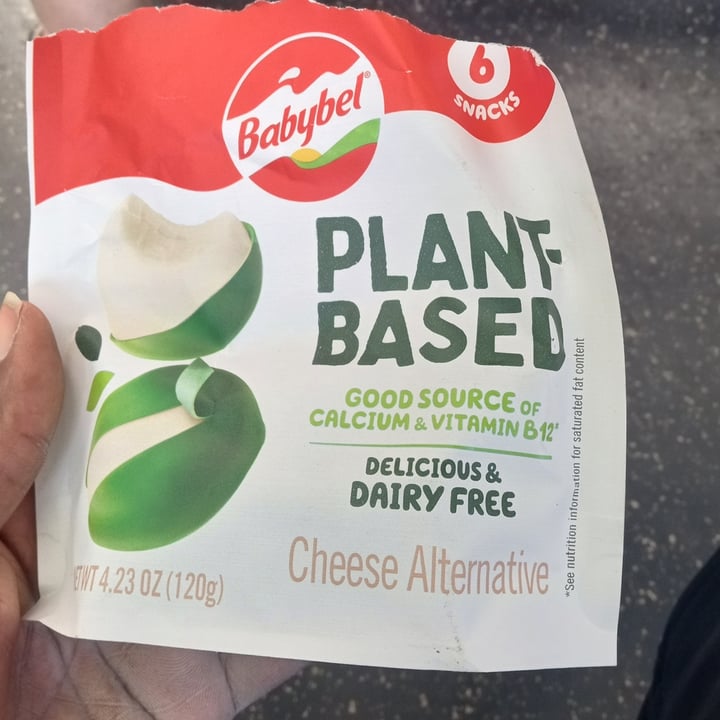 Babybel®
6
SNACKS
PLANT-
BASED
GOOD SOURCE OF
CALCIUM & VITAMIN B12*
DELICIOUS &
DAIRY FREE
Cheese Alternative
WT 4.23 OZ (120g)
*See nutrition information for saturated fat content